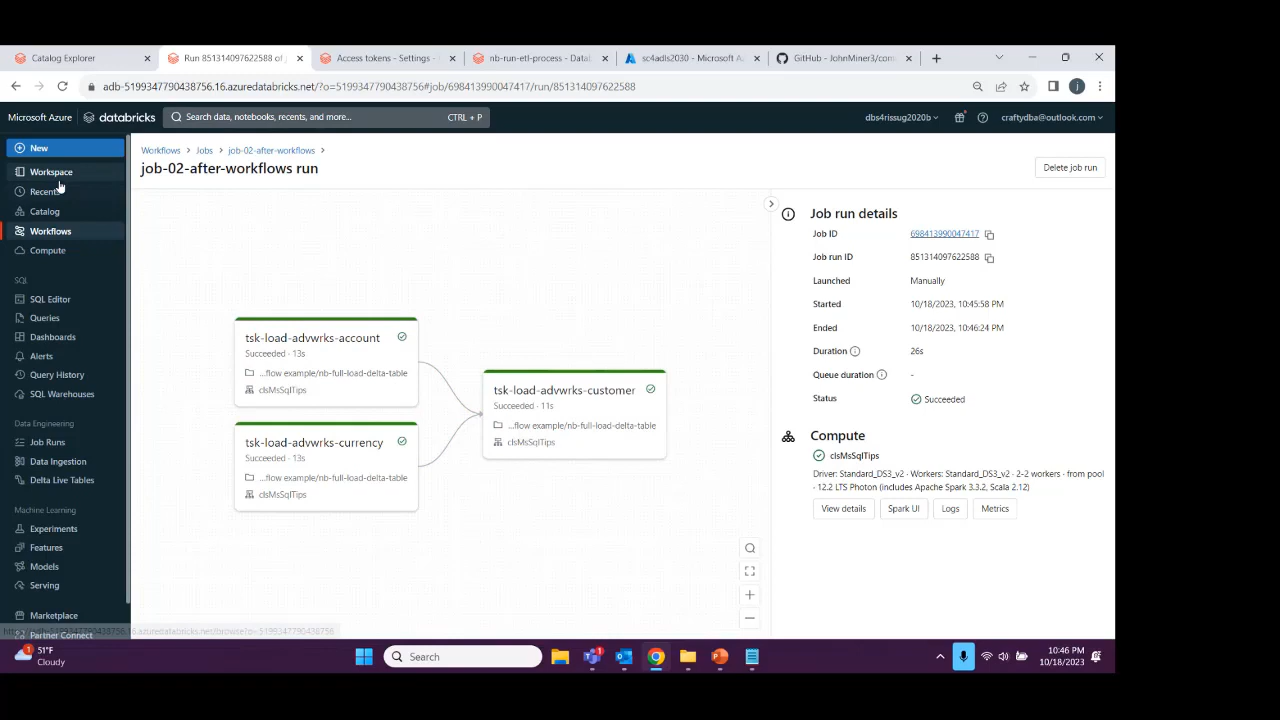 Catalog Explorer
Run 851314097622588 of j
Access tokens - Settings -
nb-run-etl-process - Datab
sc4adls2030 - Microsoft A
GitHub - JohnMiner3/com
adb-5199347790438756.16.azuredatabricks.net/?o=5199347790438756#job/698413990047417/run/851314097622588
j
Microsoft Azure
databricks
Search data, notebooks, recents, and more...
CTRL + P
dbs4rissug2020b
craftydba@outlook.com
New
Workspace
Recents
Catalog
Workflows
Compute
SQL
SQL Editor
Queries
Dashboards
Alerts
Query History
SQL Warehouses
Data Engineering
Job Runs
Data Ingestion
Delta Live Tables
Machine Learning
Experiments
Features
Models
Serving
Marketplace
Partner Connect
https://adb-5199347790438756.16.azuredatabricks.net/browse?o=5199347790438756
Workflows
Jobs
job-02-after-workflows
job-02-after-workflows run
Delete job run
tsk-load-advwrks-account
Succeeded · 13s
...flow example/nb-full-load-delta-table
clsMsSqlTips
tsk-load-advwrks-currency
Succeeded · 13s
...flow example/nb-full-load-delta-table
clsMsSqlTips
tsk-load-advwrks-customer
Succeeded · 11s
...flow example/nb-full-load-delta-table
clsMsSqlTips
Job run details
Job ID
698413990047417
Job run ID
851314097622588
Launched
Manually
Started
10/18/2023, 10:45:58 PM
Ended
10/18/2023, 10:46:24 PM
Duration
26s
Queue duration
-
Status
Succeeded
Compute
clsMsSqlTips
Driver: Standard_DS3_v2 · Workers: Standard_DS3_v2 · 2-2 workers · from pool
· 12.2 LTS Photon (includes Apache Spark 3.3.2, Scala 2.12)
View details
Spark UI
Logs
Metrics
1
51°F
Cloudy
Search
1
10:46 PM
10/18/2023